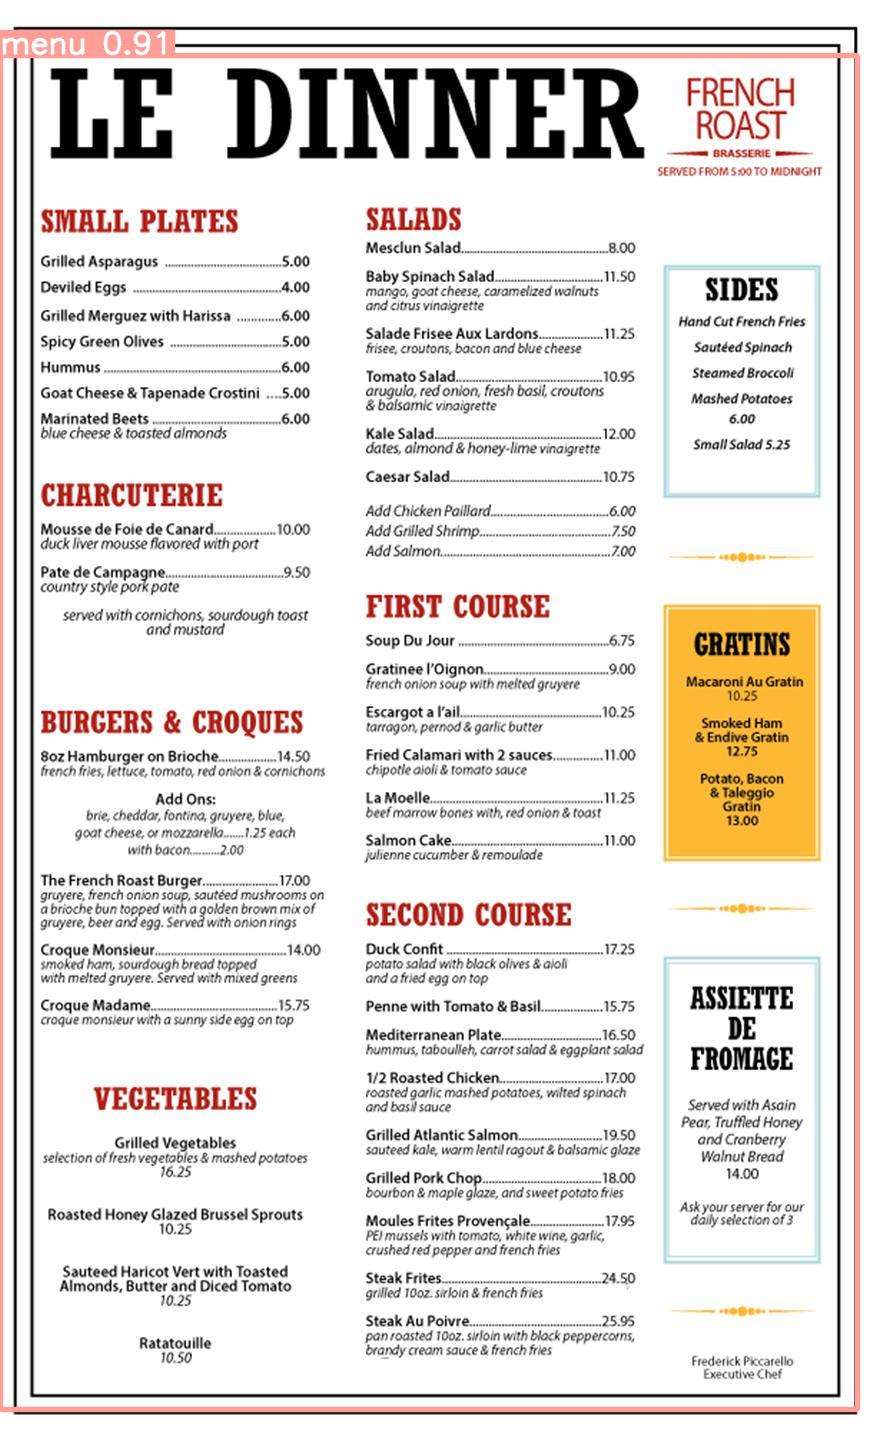 menu 0.91
LE DINNER
FRENCH
ROAST
BRASSERIE
SERVED FROM 5:00 TO MIDNIGHT
SMALL PLATES
Grilled Asparagus ..............................5.00
Deviled Eggs ......................................4.00
Grilled Merguez with Harissa ............6.00
Spicy Green Olives .............................5.00
Hummus ..............................................6.00
Goat Cheese & Tapenade Crostini ....5.00
Marinated Beets .................................6.00
blue cheese & toasted almonds
CHARCUTERIE
Mousse de Foie de Canard.................10.00
duck liver mousse flavored with port
Pate de Campagne................................9.50
country style pork pate
served with cornichons, sourdough toast
and mustard
BURGERS & CROQUES
8oz Hamburger on Brioche................14.50
french fries, lettuce, tomato, red onion & cornichons
Add Ons:
brie, cheddar, fontina, gruyere, blue,
goat cheese, or mozzarella.......1.25 each
with bacon..........2.00
The French Roast Burger.....................17.00
gruyere, french onion soup, sautéed mushrooms on
a brioche bun topped with a golden brown mix of
gruyere, beer and egg. Served with onion rings
Croque Monsieur....................................14.00
smoked ham, sourdough bread topped
with melted gruyere. Served with mixed greens
Croque Madame...................................15.75
croque monsieur with a sunny side egg on top
VEGETABLES
Grilled Vegetables
selection of fresh vegetables & mashed potatoes
16.25
Roasted Honey Glazed Brussel Sprouts
10.25
Sauteed Haricot Vert with Toasted
Almonds, Butter and Diced Tomato
10.25
Ratatouille
10.50
SALADS
Mesclun Salad.........................................8.00
Baby Spinach Salad..............................11.50
mango, goat cheese, caramelized walnuts
and citrus vinaigrette
Salade Frisee Aux Lardons..................11.25
frisee, croutons, bacon and blue cheese
Tomato Salad.........................................10.95
arugula, red onion, fresh basil, croutons
& balsamic vinaigrette
Kale Salad..............................................12.00
dates, almond & honey-lime vinaigrette
Caesar Salad..........................................10.75
Add Chicken Paillard................................6.00
Add Grilled Shrimp...................................7.50
Add Salmon...............................................7.00
FIRST COURSE
Soup Du Jour .........................................6.75
Gratinee l'Oignon..................................9.00
french onion soup with melted gruyere
Escargot a l'ail......................................10.25
tarragon, pernod & garlic butter
Fried Calamari with 2 sauces..............11.00
chipotle aioli & tomato sauce
La Moelle...............................................11.25
beef marrow bones with, red onion & toast
Salmon Cake.........................................11.00
julienne cucumber & remoulade
SECOND COURSE
Duck Confit ...........................................17.25
potato salad with black olives & aioli
and a fried egg on top
Penne with Tomato & Basil.................15.75
Mediterranean Plate............................16.50
hummus, taboulleh, carrot salad & eggplant salad
1/2 Roasted Chicken.............................17.00
roasted garlic mashed potatoes, wilted spinach
and basil sauce
Grilled Atlantic Salmon.......................19.50
sauteed kale, warm lentil ragout & balsamic glaze
Grilled Pork Chop.................................18.00
bourbon & maple glaze, and sweet potato fries
Moules Frites Provençale....................17.95
PEI mussels with tomato, white wine, garlic,
crushed red pepper and french fries
Steak Frites...........................................24.50
grilled 10oz. sirloin & french fries
Steak Au Poivre....................................25.95
pan roasted 10oz. sirloin with black peppercorns,
brandy cream sauce & french fries
SIDES
Hand Cut French Fries
Sautéed Spinach
Steamed Broccoli
Mashed Potatoes
6.00
Small Salad 5.25
GRATINS
Macaroni Au Gratin
10.25
Smoked Ham
& Endive Gratin
12.75
Potato, Bacon
& Taleggio
Gratin
13.00
ASSIETTE
DE
FROMAGE
Served with Asain
Pear, Truffled Honey
and Cranberry
Walnut Bread
14.00
Ask your server for our
daily selection of 3
Frederick Piccarello
Executive Chef